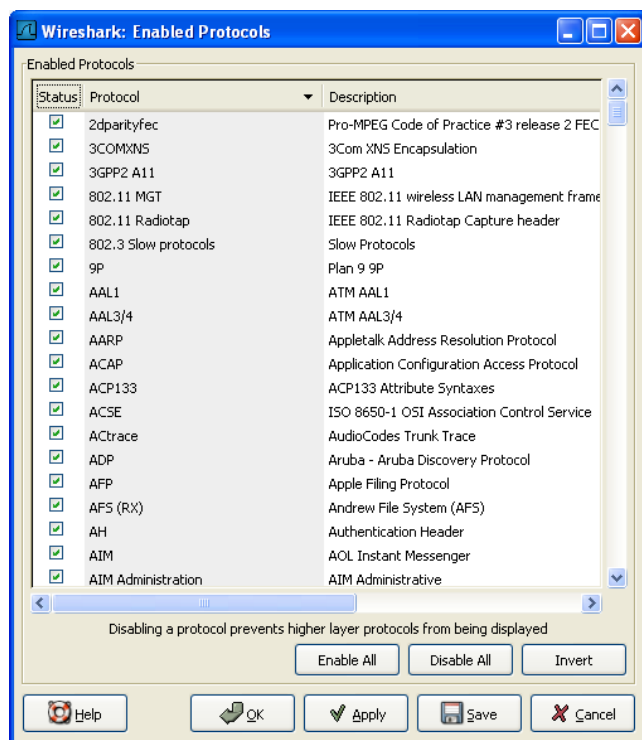 Wireshark: Enabled Protocols
Enabled Protocols
Status Protocol Description
2dparityfec Pro-MPEG Code of Practice #3 release 2 FEC
3COMXNS 3Com XNS Encapsulation
3GPP2 A11 3GPP2 A11
802.11 MGT IEEE 802.11 wireless LAN management frame
802.11 Radiotap IEEE 802.11 Radiotap Capture header
802.3 Slow protocols Slow Protocols
9P Plan 9 9P
AAL1 ATM AAL1
AAL3/4 ATM AAL3/4
AARP Appletalk Address Resolution Protocol
ACAP Application Configuration Access Protocol
ACP133 ACP133 Attribute Syntaxes
ACSE ISO 8650-1 OSI Association Control Service
ACtrace AudioCodes Trunk Trace
ADP Aruba - Aruba Discovery Protocol
AFP Apple Filing Protocol
AFS (RX) Andrew File System (AFS)
AH Authentication Header
AIM AOL Instant Messenger
AIM Administration AIM Administrative
Disabling a protocol prevents higher layer protocols from being displayed
Enable All Disable All Invert
Help OK Apply Save Cancel